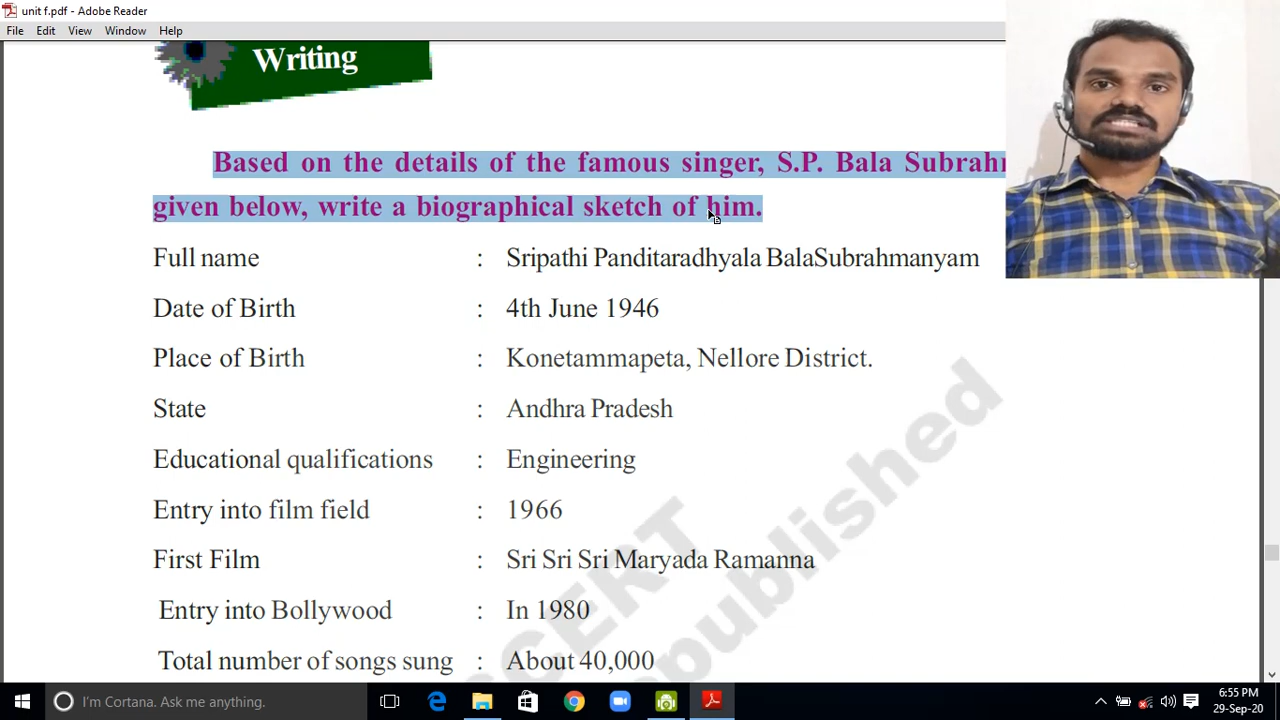 unit f.pdf - Adobe Reader
File Edit View Window Help
Writing
Based on the details of the famous singer, S.P. Bala
given below, write a biographical sketch of him.
Full name : Sripathi Panditaradhyala BalaSubrahmanyam
Date of Birth : 4th June 1946
Place of Birth : Konetammapeta, Nellore District.
State : Andhra Pradesh
Educational qualifications : Engineering
Entry into film field : 1966
First Film : Sri Sri Sri Maryada Ramanna
Entry into Bollywood : In 1980
Total number of songs sung : About 40,000
I'm Cortana. Ask me anything.
6:55 PM
29-Sep-20